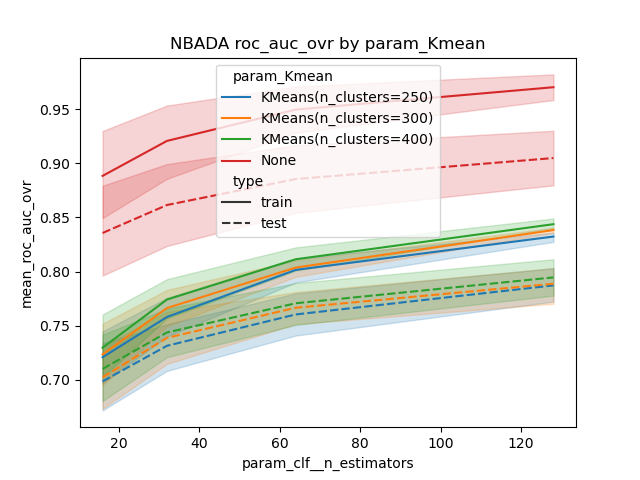 NBADA roc_auc_ovr by param_Kmean
param_Kmean
KMeans(n_clusters=250)
KMeans(n_clusters=300)
KMeans(n_clusters=400)
None
type
train
test
mean_roc_auc_ovr
0.95
0.90
0.85
0.80
0.75
0.70
20 40 60 80 100 120
param_clf__n_estimators